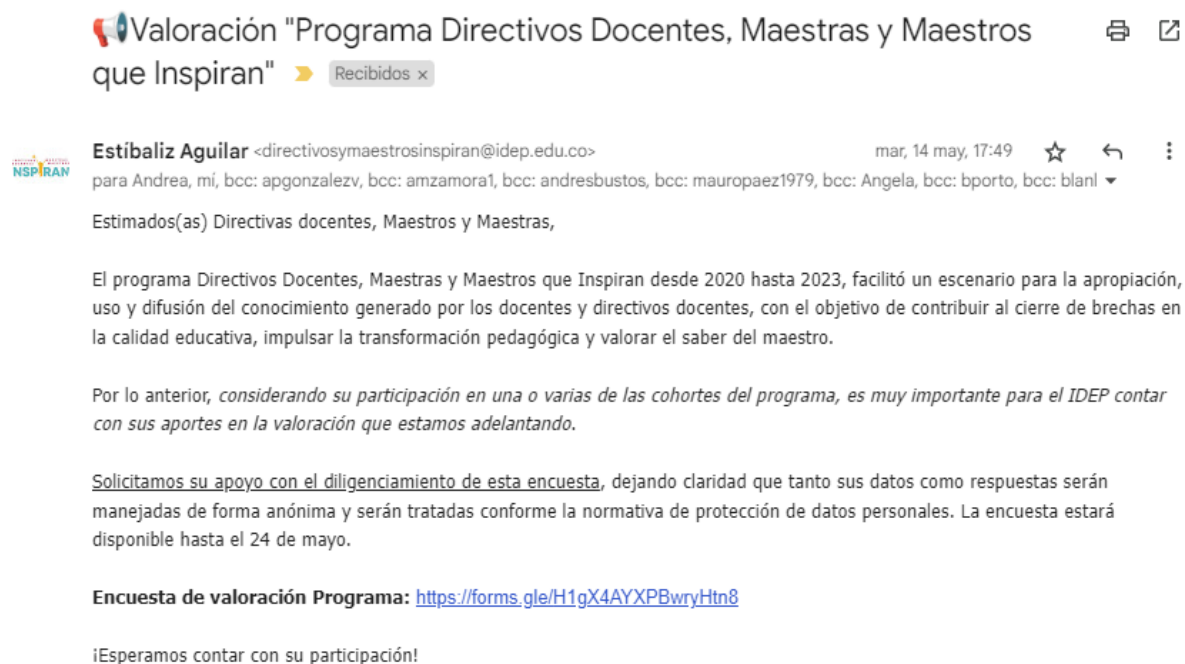 📢Valoración "Programa Directivos Docentes, Maestras y Maestros
que Inspiran" Recibidos x
NSPIRAN
Estíbaliz Aguilar <directivosymaestrosinspiran@idep.edu.co> mar, 14 may, 17:49
para Andrea, mí, bcc: apgonzalezv, bcc: amzamora1, bcc: andresbustos, bcc: mauropaez1979, bcc: Angela, bcc: bporto, bcc: blanl
Estimados(as) Directivas docentes, Maestros y Maestras,
El programa Directivos Docentes, Maestras y Maestros que Inspiran desde 2020 hasta 2023, facilitó un escenario para la apropiación,
uso y difusión del conocimiento generado por los docentes y directivos docentes, con el objetivo de contribuir al cierre de brechas en
la calidad educativa, impulsar la transformación pedagógica y valorar el saber del maestro.
Por lo anterior, considerando su participación en una o varias de las cohortes del programa, es muy importante para el IDEP contar
con sus aportes en la valoración que estamos adelantando.
Solicitamos su apoyo con el diligenciamiento de esta encuesta, dejando claridad que tanto sus datos como respuestas serán
manejadas de forma anónima y serán tratadas conforme la normativa de protección de datos personales. La encuesta estará
disponible hasta el 24 de mayo.
Encuesta de valoración Programa: https://forms.gle/H1gX4AYXPBwryHtn8
¡Esperamos contar con su participación!